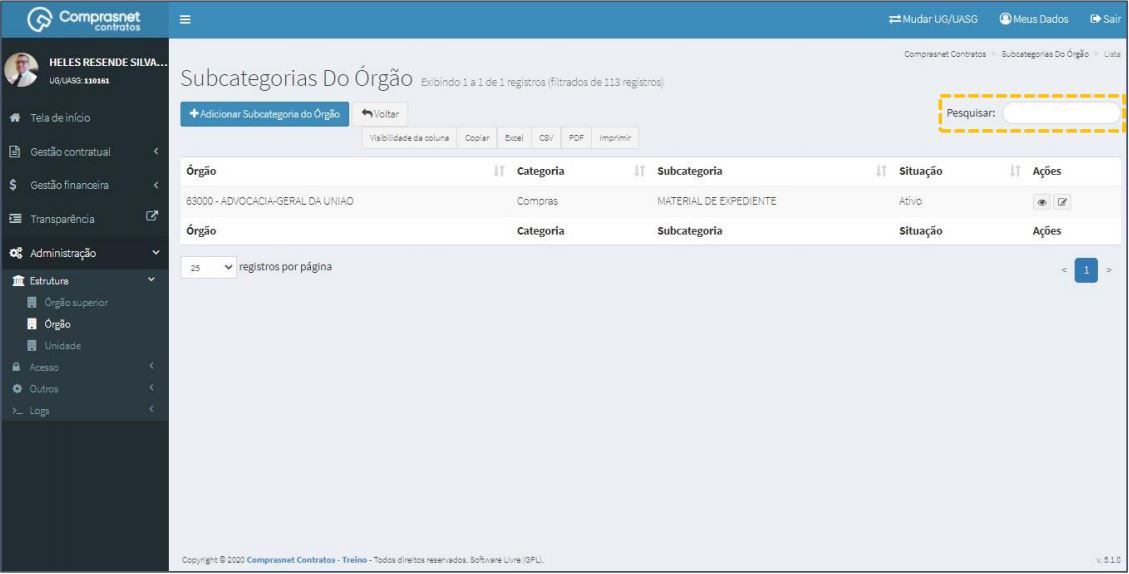 Comprasnet
contratos
Mudar UG/UASG Meus Dados Sair
HELES RESENDE SILVA...
UG/UASG: 110161
Comprasnet Contratos > Subcategorias Do Órgão > Lista
Subcategorias Do Órgão Exibindo 1 a 1 de 1 registros (filtrados de 113 registros)
Adicionar Subcategoria do Órgão Voltar
Pesquisar:
Visibilidade da coluna Copiar Excel CSV PDF Imprimir
Tela de início
Gestão contratual
Gestão financeira
Transparência
Administração
Estrutura
Órgão superior
Órgão
Unidade
Acesso
Outros
Logs
Órgão Categoria Subcategoria Situação Ações
63000 - ADVOCACIA-GERAL DA UNIAO Compras MATERIAL DE EXPEDIENTE Ativo
Órgão Categoria Subcategoria Situação Ações
25 registros por página
< 1 >
Copyright © 2020 Comprasnet Contratos - Treino - Todos direitos reservados. Software Livre (GPL).
v. 5.1.0